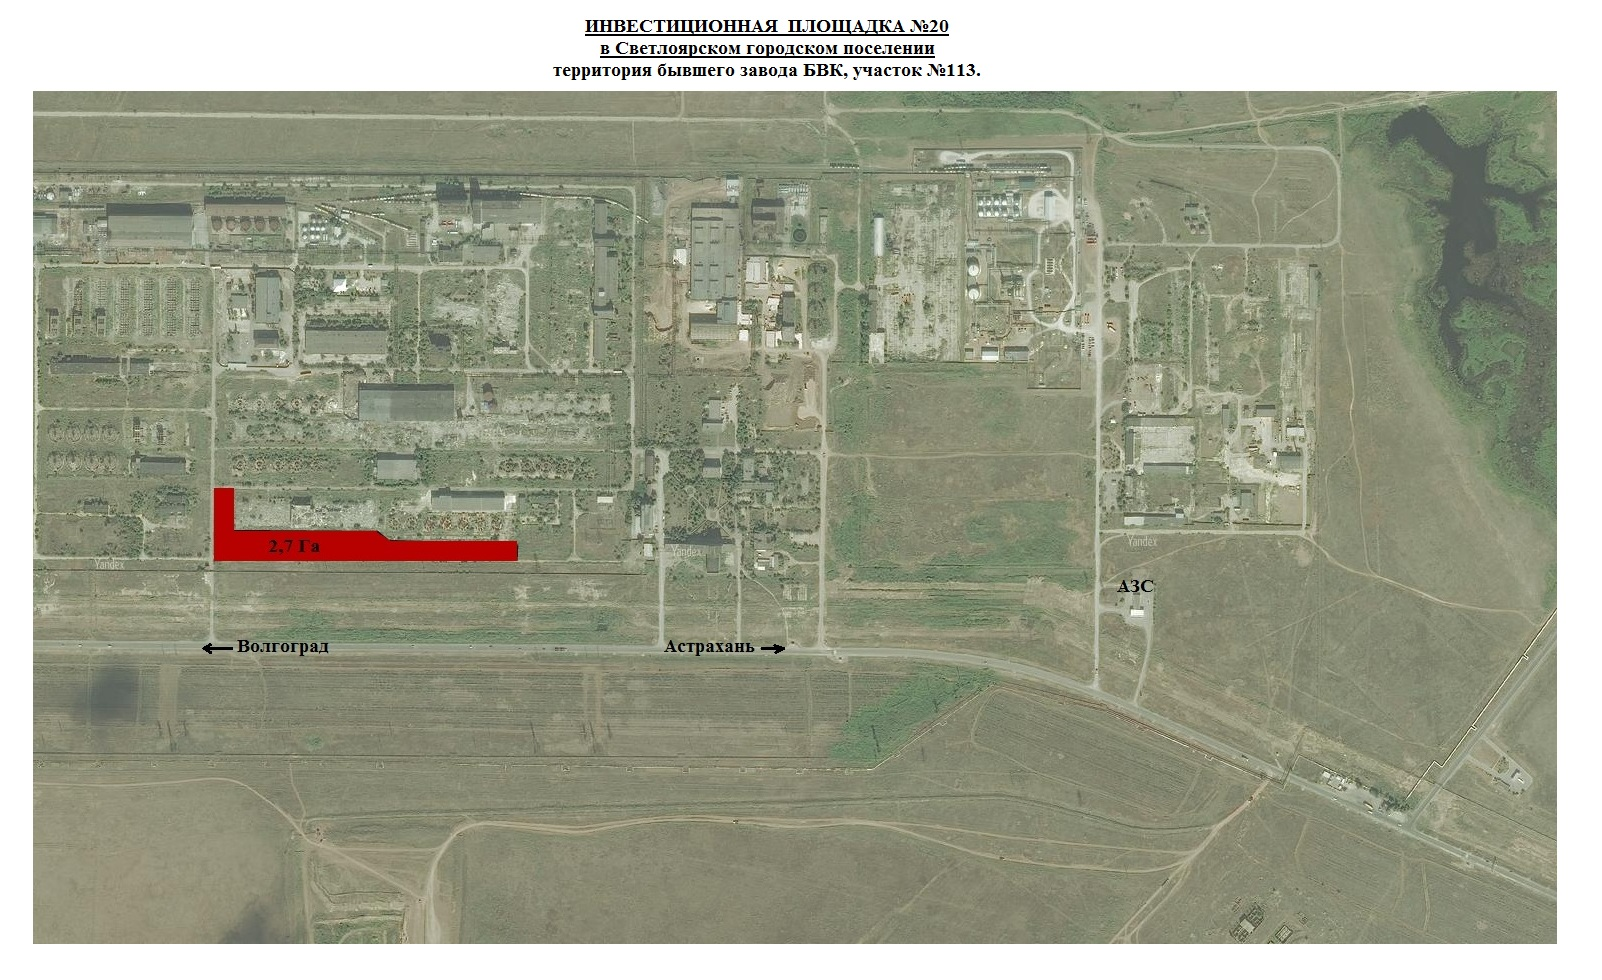 ИНВЕСТИЦИОННАЯ ПЛОЩАДКА №20
в Светлоярском городском поселении
территория бывшего завода БВК, участок №113.
2,7 Га
Yandex
Yandex
Yandex
АЗС
Волгоград
Астрахань